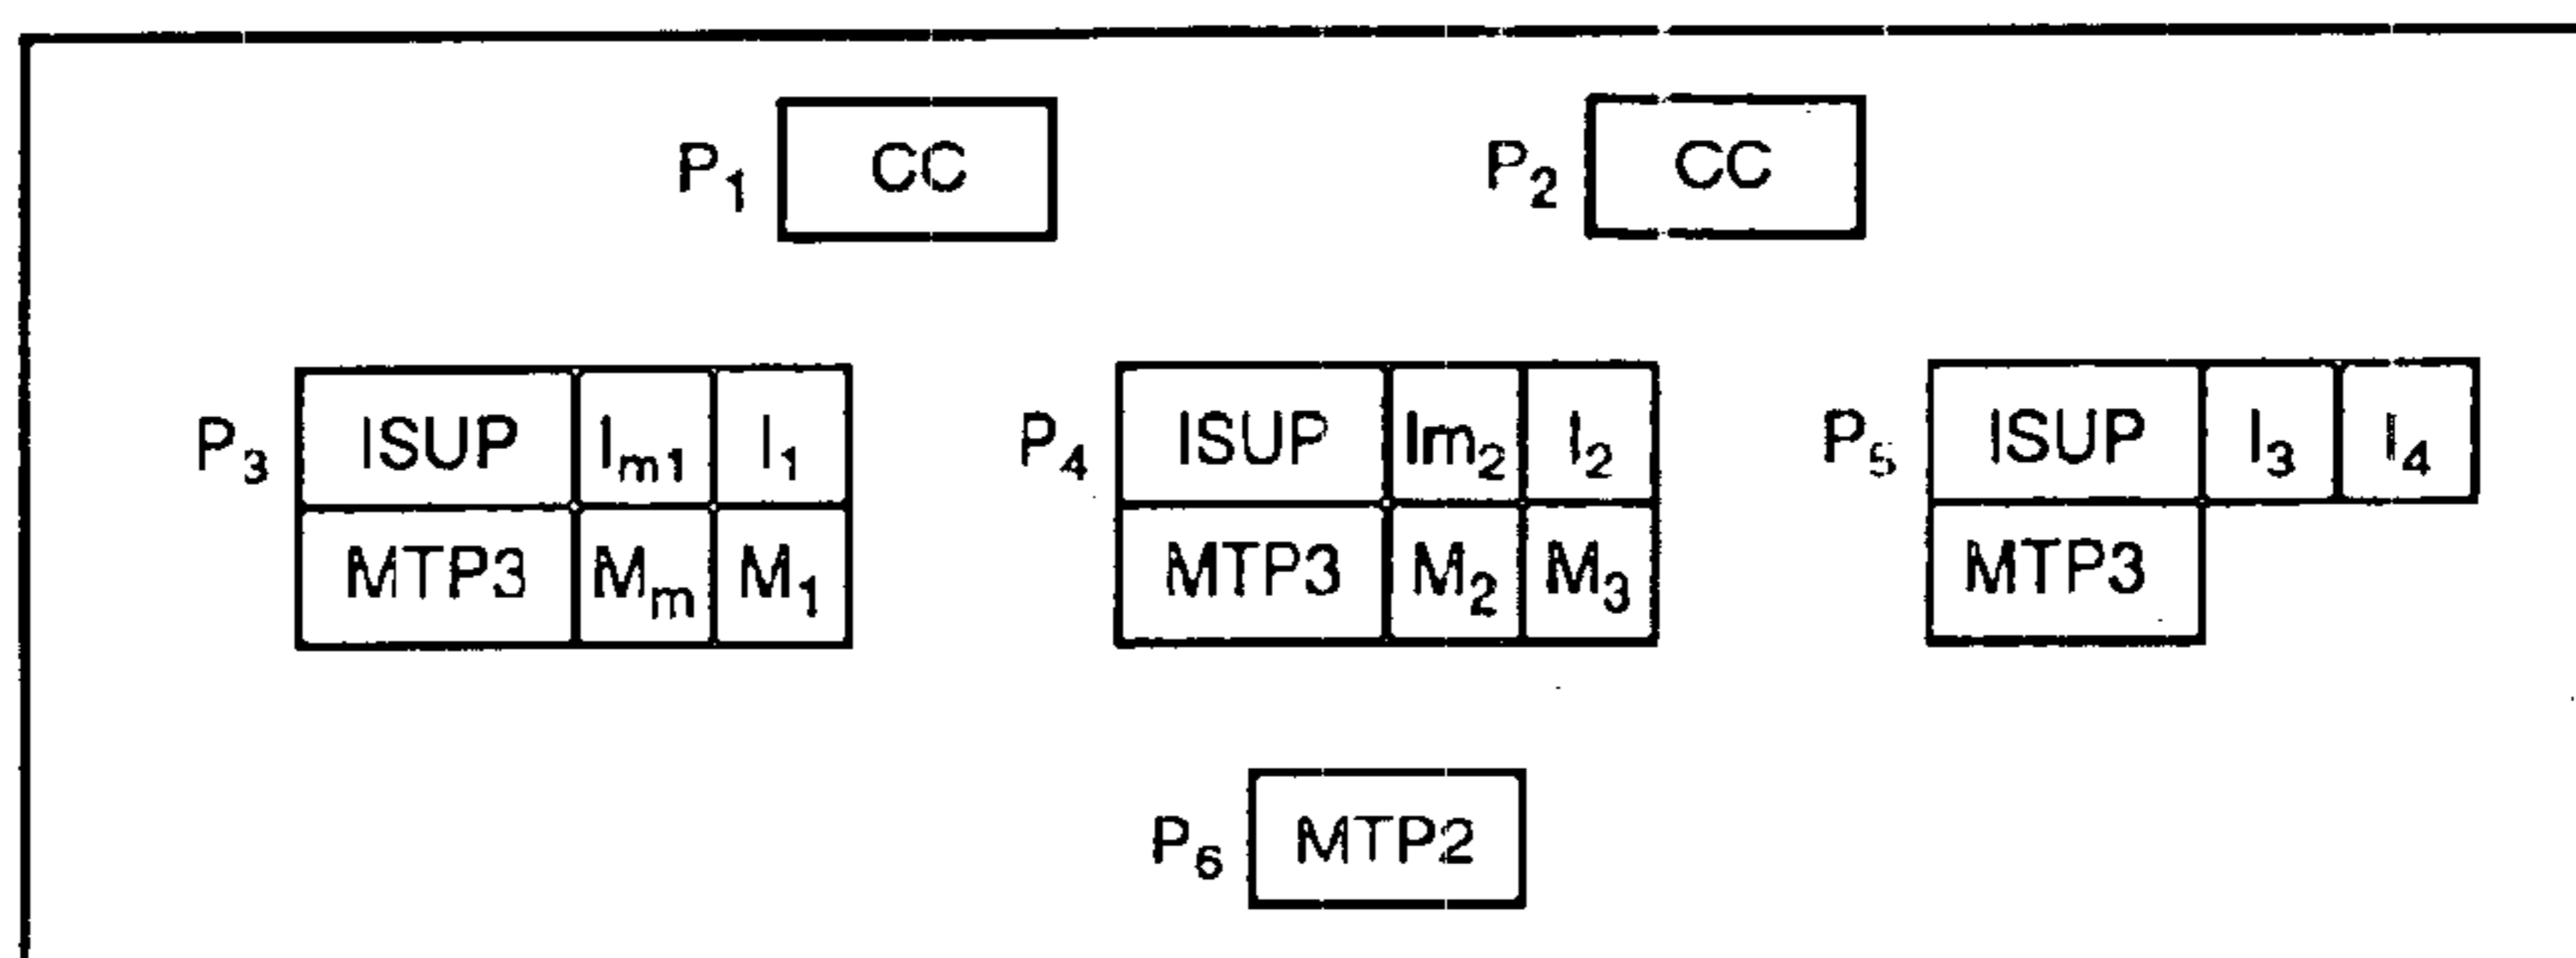 P₁ CC P₂ CC
P₃ ISUP Iₘ₁ I₁ P₄ ISUP Im₂ I₂ P₅ ISUP I₃ I₄
MTP3 Mₘ M₁ MTP3 M₂ M₃ MTP3
P₆ MTP2